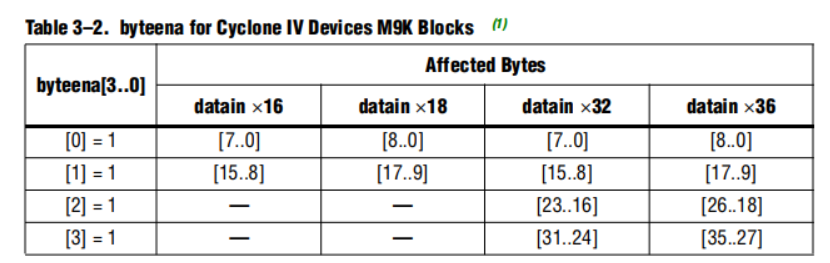 Table 3–2. byteena for Cyclone IV Devices M9K Blocks (1)
byteena[3..0] Affected Bytes
datain ×16 datain ×18 datain ×32 datain ×36
[0] = 1 [7..0] [8..0] [7..0] [8..0]
[1] = 1 [15..8] [17..9] [15..8] [17..9]
[2] = 1 — — [23..16] [26..18]
[3] = 1 — — [31..24] [35..27]